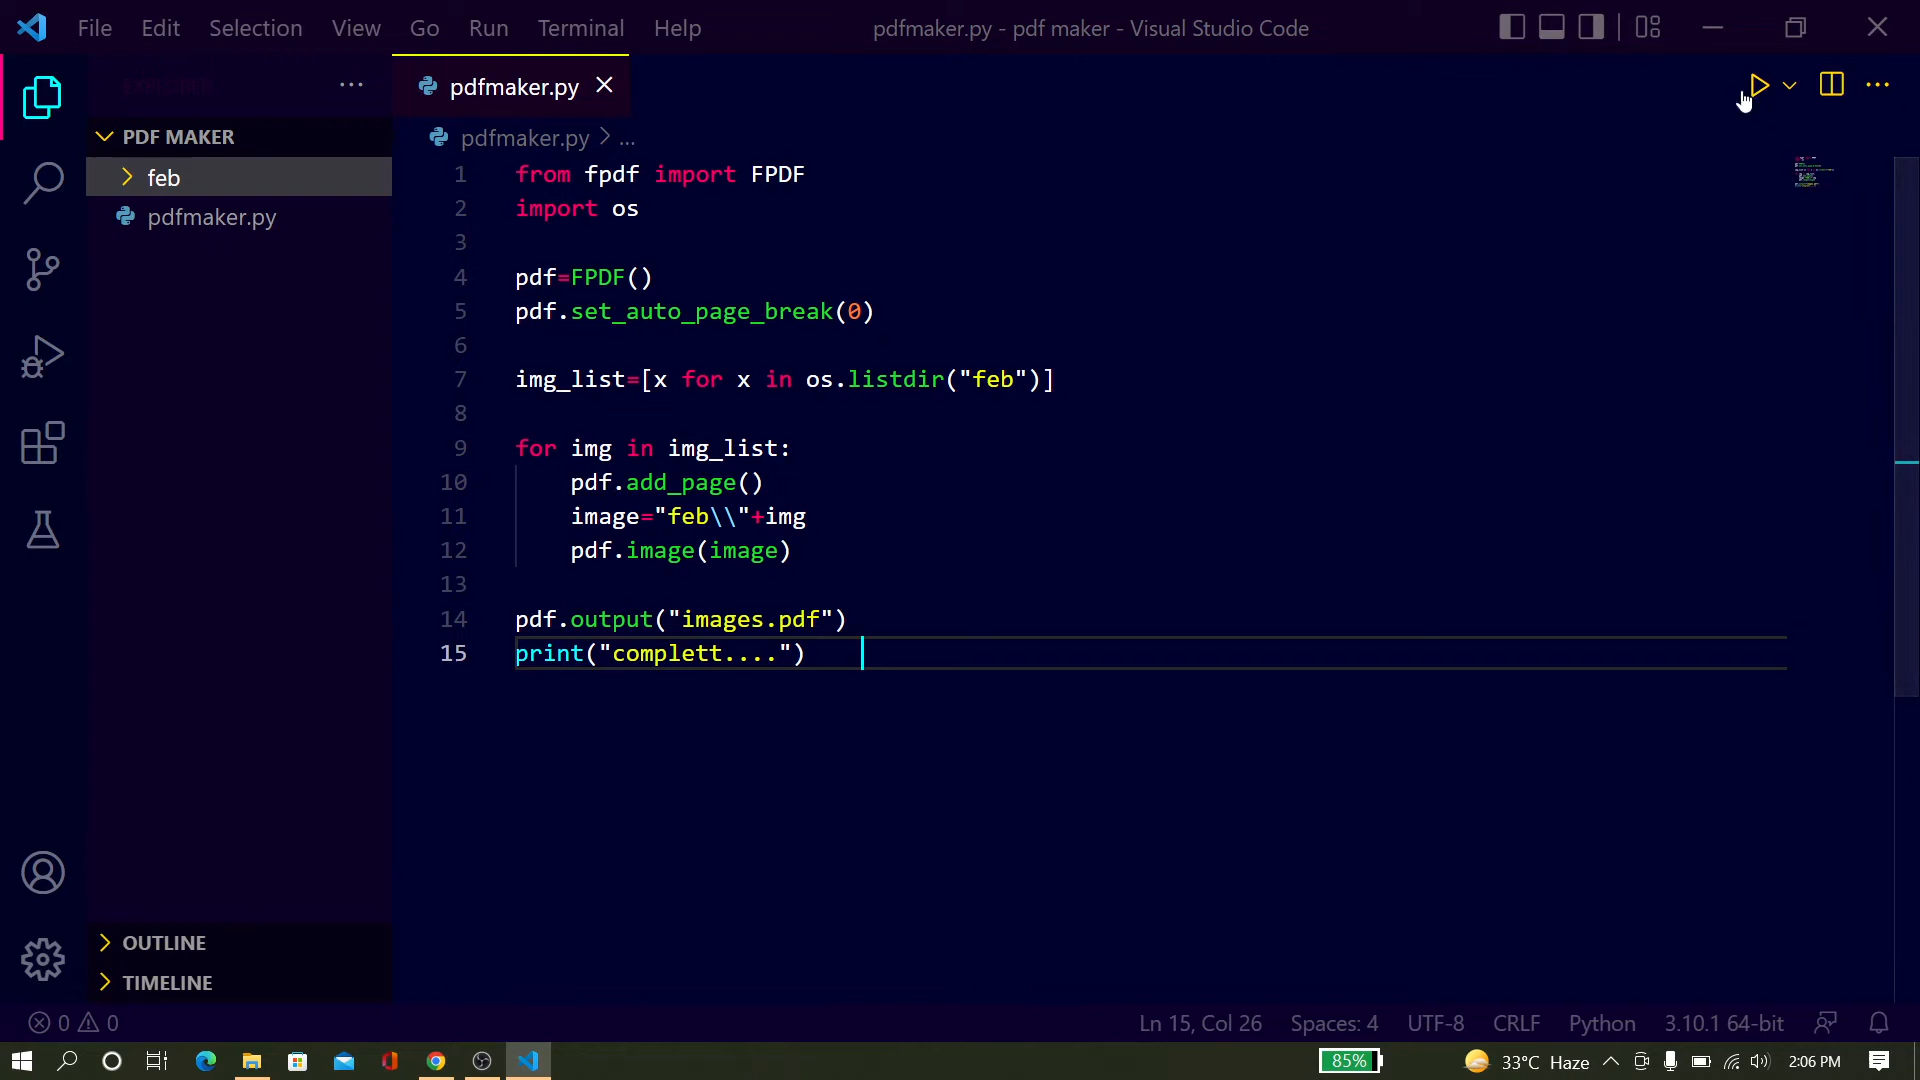 File Edit Selection View Go Run Terminal Help pdfmaker.py - pdf maker - Visual Studio Code
EXPLORER
pdfmaker.py
PDF MAKER
pdfmaker.py > ...
feb
pdfmaker.py
1 from fpdf import FPDF
2 import os
3
4 pdf=FPDF()
5 pdf.set_auto_page_break(0)
6
7 img_list=[x for x in os.listdir("feb")]
8
9 for img in img_list:
10 pdf.add_page()
11 image="feb\\"+img
12 pdf.image(image)
13
14 pdf.output("images.pdf")
15 print("complett....")
OUTLINE
TIMELINE
0 0 Ln 15, Col 26 Spaces: 4 UTF-8 CRLF Python 3.10.1 64-bit
85% 33°C Haze 2:06 PM